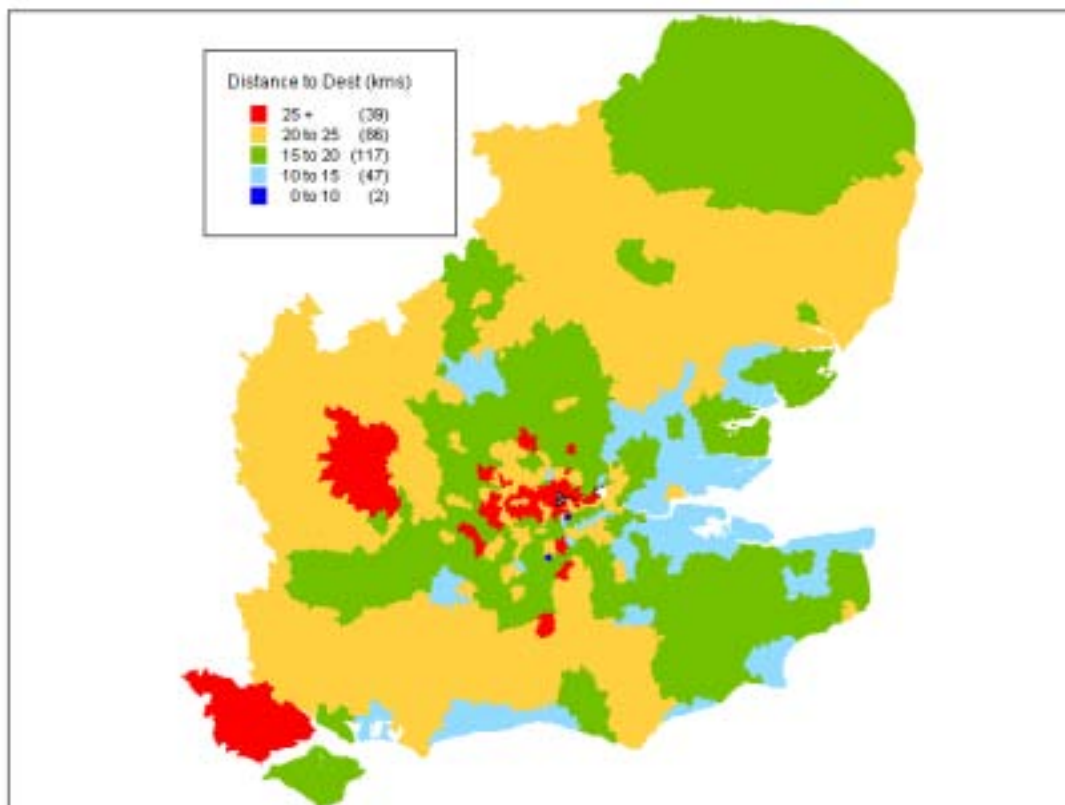 Distance to Dest (kms)
25 + (39)
20 to 25 (86)
15 to 20 (117)
10 to 15 (47)
0 to 10 (2)